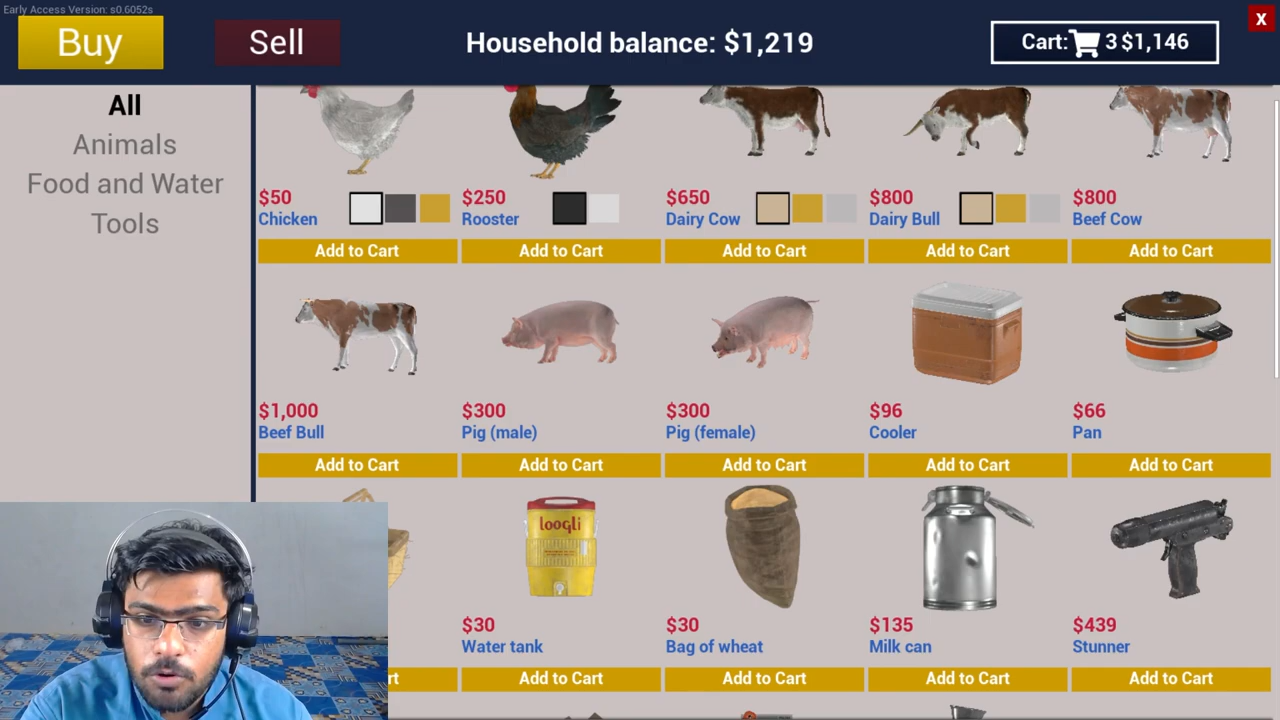 Early Access Version: s0.6052s
Buy
Sell
Household balance: $1,219
Cart: 3 $1,146
X
All
Animals
Food and Water
Tools
$50
Chicken
Add to Cart
$250
Rooster
Add to Cart
$650
Dairy Cow
Add to Cart
$800
Dairy Bull
Add to Cart
$800
Beef Cow
Add to Cart
$1,000
Beef Bull
Add to Cart
$300
Pig (male)
Add to Cart
$300
Pig (female)
Add to Cart
$96
Cooler
Add to Cart
$66
Pan
Add to Cart
loogli
$30
Water tank
Add to Cart
$30
Bag of wheat
Add to Cart
$135
Milk can
Add to Cart
$439
Stunner
Add to Cart